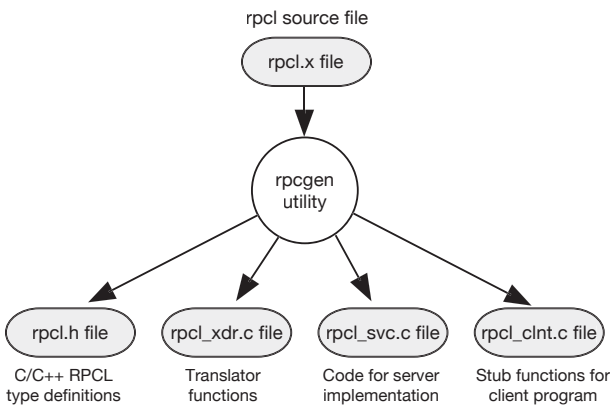 rpcl source file
rpcl.x file
rpcgen
utility
rpcl.h file
rpcl_xdr.c file
rpcl_svc.c file
rpcl_clnt.c file
C/C++ RPCL
type definitions
Translator
functions
Code for server
implementation
Stub functions for
client program